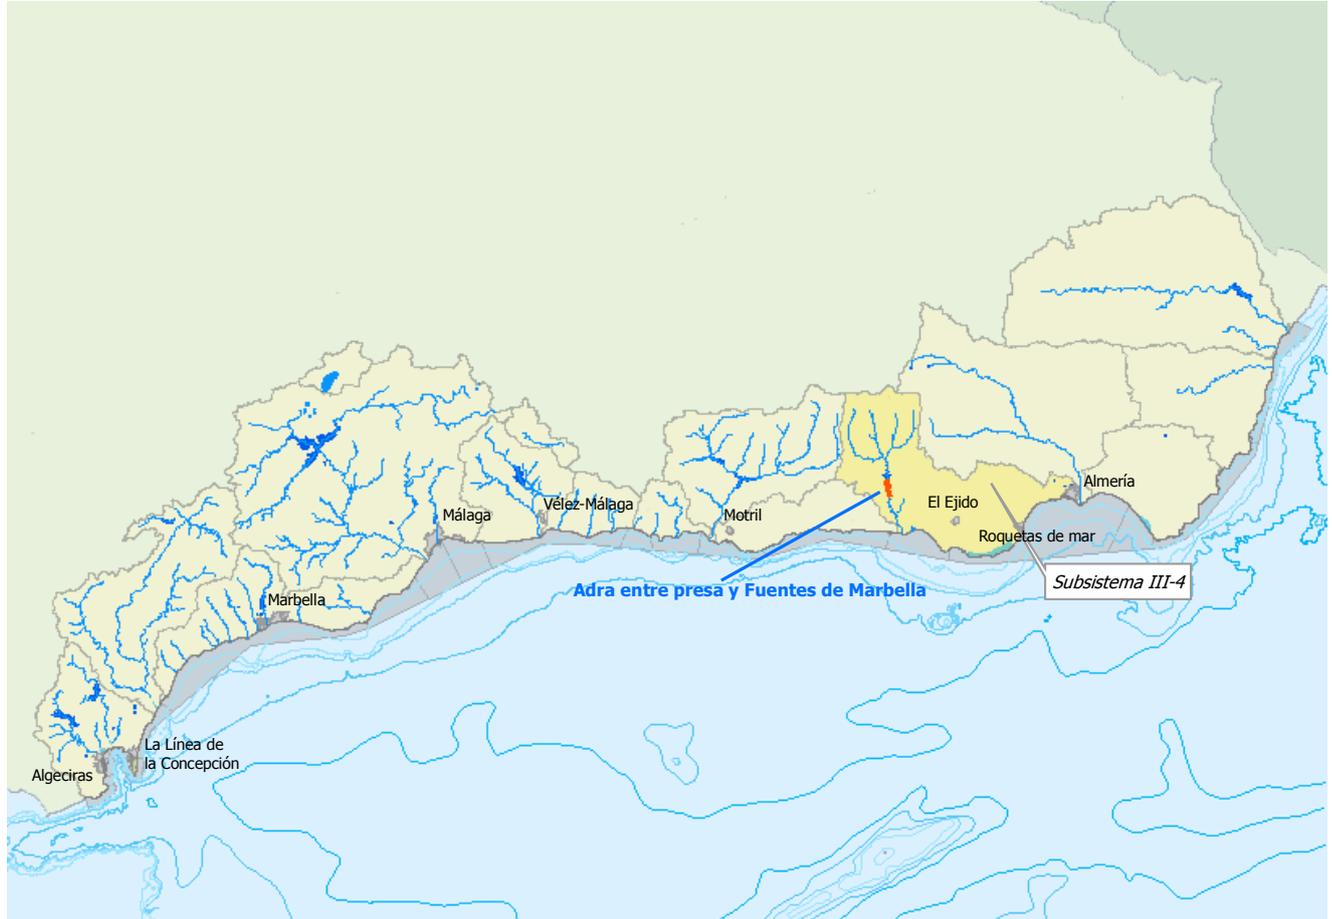 Almería
El Ejido
Vélez-Málaga
Málaga
Motril
Roquetas de mar
Subsistema III-4
Adra entre presa y Fuentes de Marbella
Marbella
La Línea de
la Concepción
Algeciras